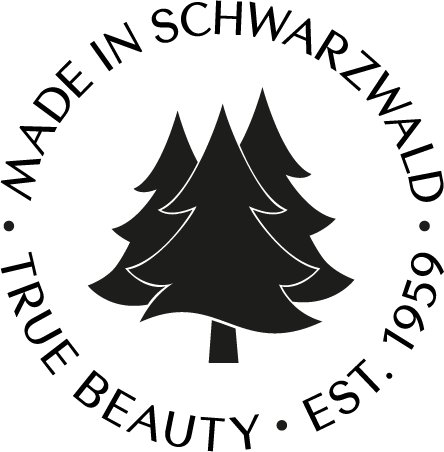 MADE IN SCHWARZWALD
· TRUE BEAUTY · EST. 1959 ·